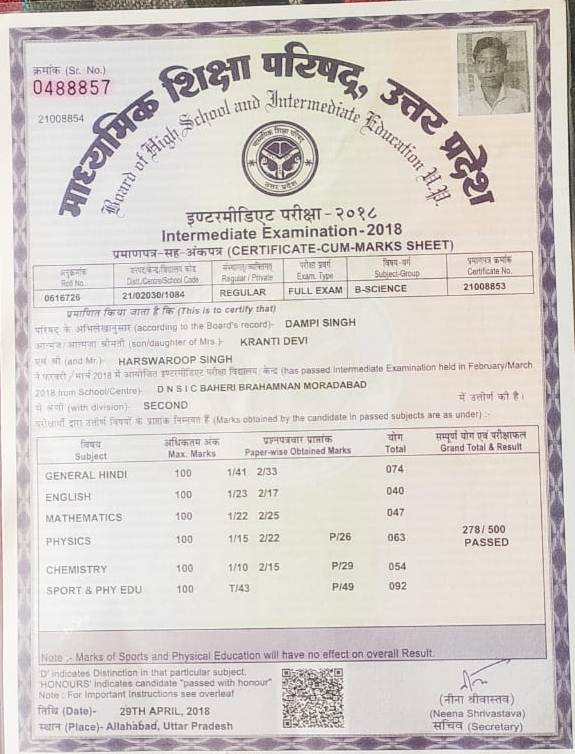 क्रमांक (Sr. No.)
0488857
21008854
माध्यमिक शिक्षा परिषद्, उत्तर प्रदेश
Board of High School and Intermediate Education U.P.
माध्यमिक शिक्षा परिषद
उत्तर प्रदेश
इण्टरमीडिएट परीक्षा - २०१८
Intermediate Examination - 2018
प्रमाणपत्र-सह-अंकपत्र (CERTIFICATE-CUM-MARKS SHEET)
अनुक्रमांक जनपद/केन्द्र/विद्यालय कोड संस्थागत/व्यक्तिगत परीक्षा प्रकार विषय-वर्ग प्रमाणपत्र क्रमांक
Roll No. Dist./Centre/School Code Regular / Private Exam. Type Subject-Group Certificate No.
0616726 21/02030/1084 REGULAR FULL EXAM B-SCIENCE 21008853
प्रमाणित किया जाता है कि (This is to certify that)
परिषद के अभिलेखानुसार (according to the Board's record)- DAMPI SINGH
आत्मज/आत्मजा श्रीमती (son/daughter of Mrs.)- KRANTI DEVI
एवं श्री (and Mr.)- HARSWAROOP SINGH
ने फरवरी / मार्च 2018 में आयोजित इण्टरमीडिएट परीक्षा विद्यालय/केन्द्र (has passed Intermediate Examination held in February/March
2018 from School/Centre)- D N S I C BAHERI BRAHAMNAN MORADABAD
में श्रेणी (with division)- SECOND में उत्तीर्ण की है।
परीक्षार्थी द्वारा उत्तीर्ण विषयों के प्राप्तांक निम्नवत हैं (Marks obtained by the candidate in passed subjects are as under) :-
विषय अधिकतम अंक प्रश्नपत्रवार प्राप्तांक योग सम्पूर्ण योग एवं परीक्षाफल
Subject Max. Marks Paper-wise Obtained Marks Total Grand Total & Result
GENERAL HINDI 100 1/41 2/33 074
ENGLISH 100 1/23 2/17 040
MATHEMATICS 100 1/22 2/25 047
278 / 500
PHYSICS 100 1/15 2/22 P/26 063 PASSED
CHEMISTRY 100 1/10 2/15 P/29 054
SPORT & PHY EDU 100 T/43 P/49 092
Note :- Marks of Sports and Physical Education will have no effect on overall Result.
'D' indicates Distinction in that particular subject.
HONOURS' indicates candidate "passed with honour"
Note : For Important Instructions see overleaf
तिथि (Date)- 29TH APRIL, 2018
स्थान (Place)- Allahabad, Uttar Pradesh
(नीना श्रीवास्तव)
(Neena Shrivastava)
सचिव (Secretary)